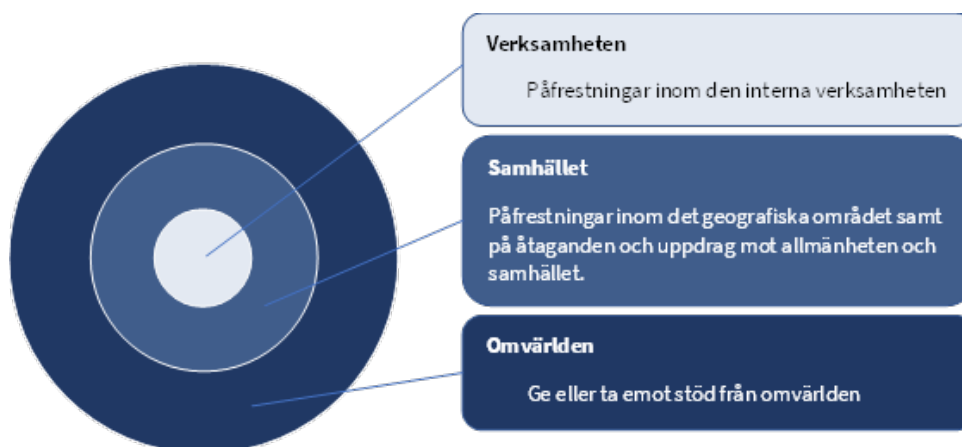 Verksamheten
Påfrestningar inom den interna verksamheten
Samhället
Påfrestningar inom det geografiska området samt
på åtaganden och uppdrag mot allmänheten och
samhället.
Omvärlden
Ge eller ta emot stöd från omvärlden